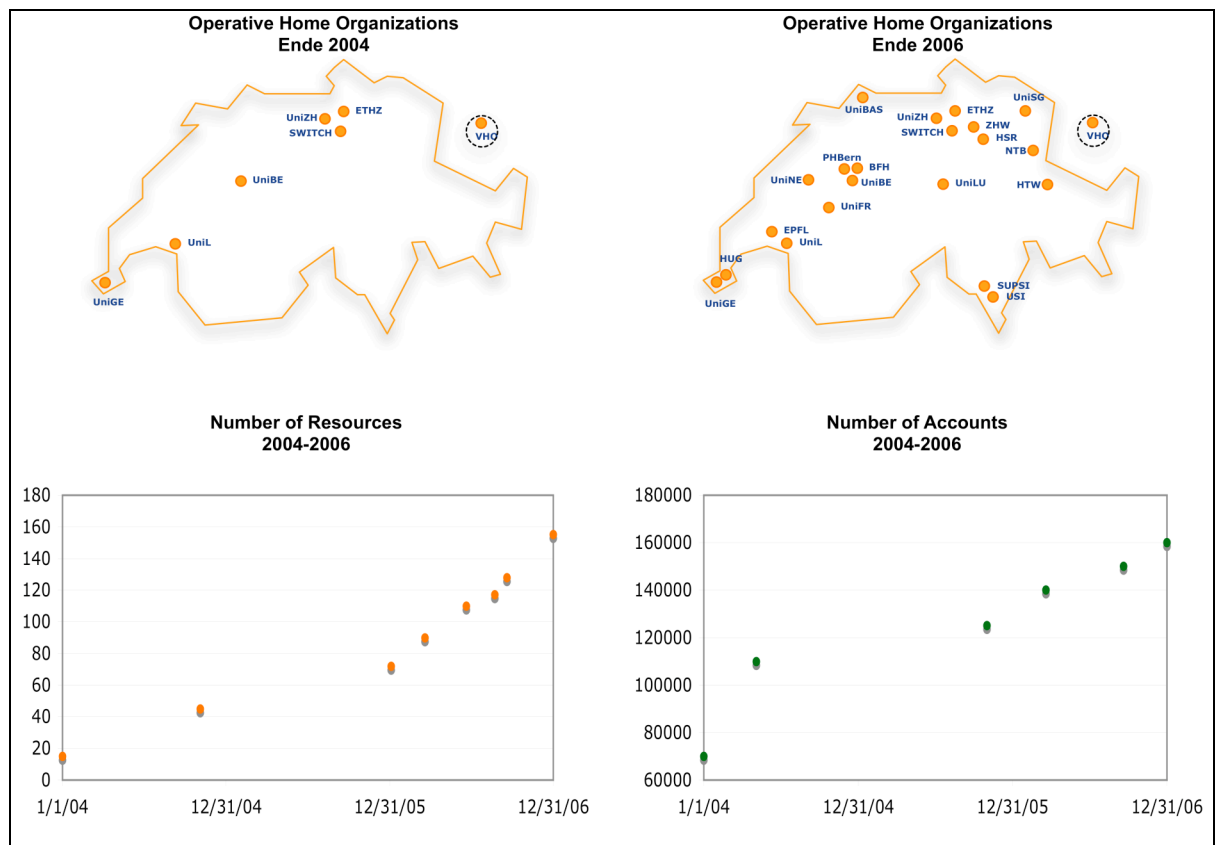 Operative Home Organizations
Ende 2004
ETHZ
UniZH
SWITCH
VHO
UniBE
UniL
UniGE
Operative Home Organizations
Ende 2006
UniBAS
UniZH
ETHZ
UniSG
SWITCH
ZHW
HSR
VHO
NTB
PHBern
BFH
UniNE
UniBE
UniLU
HTW
UniFR
EPFL
UniL
HUG
UniGE
SUPSI
USI
Number of Resources
2004-2006
180
160
140
120
100
80
60
40
20
0
1/1/04 12/31/04 12/31/05 12/31/06
Number of Accounts
2004-2006
180000
160000
140000
120000
100000
80000
60000
1/1/04 12/31/04 12/31/05 12/31/06